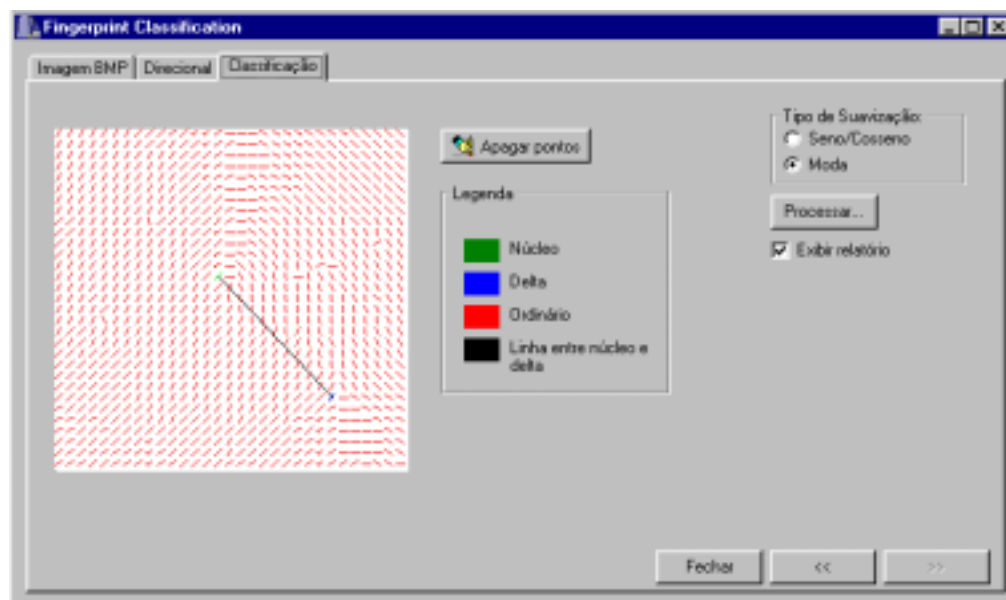 Fingerprint Classification
Imagem BMP
Direcional
Classificação
Apagar pontos
Legenda
Núcleo
Delta
Ordinário
Linha entre núcleo e
delta
Tipo de Suavização:
Seno/Cosseno
Moda
Processar...
Exibir relatório
Fechar
<<
>>